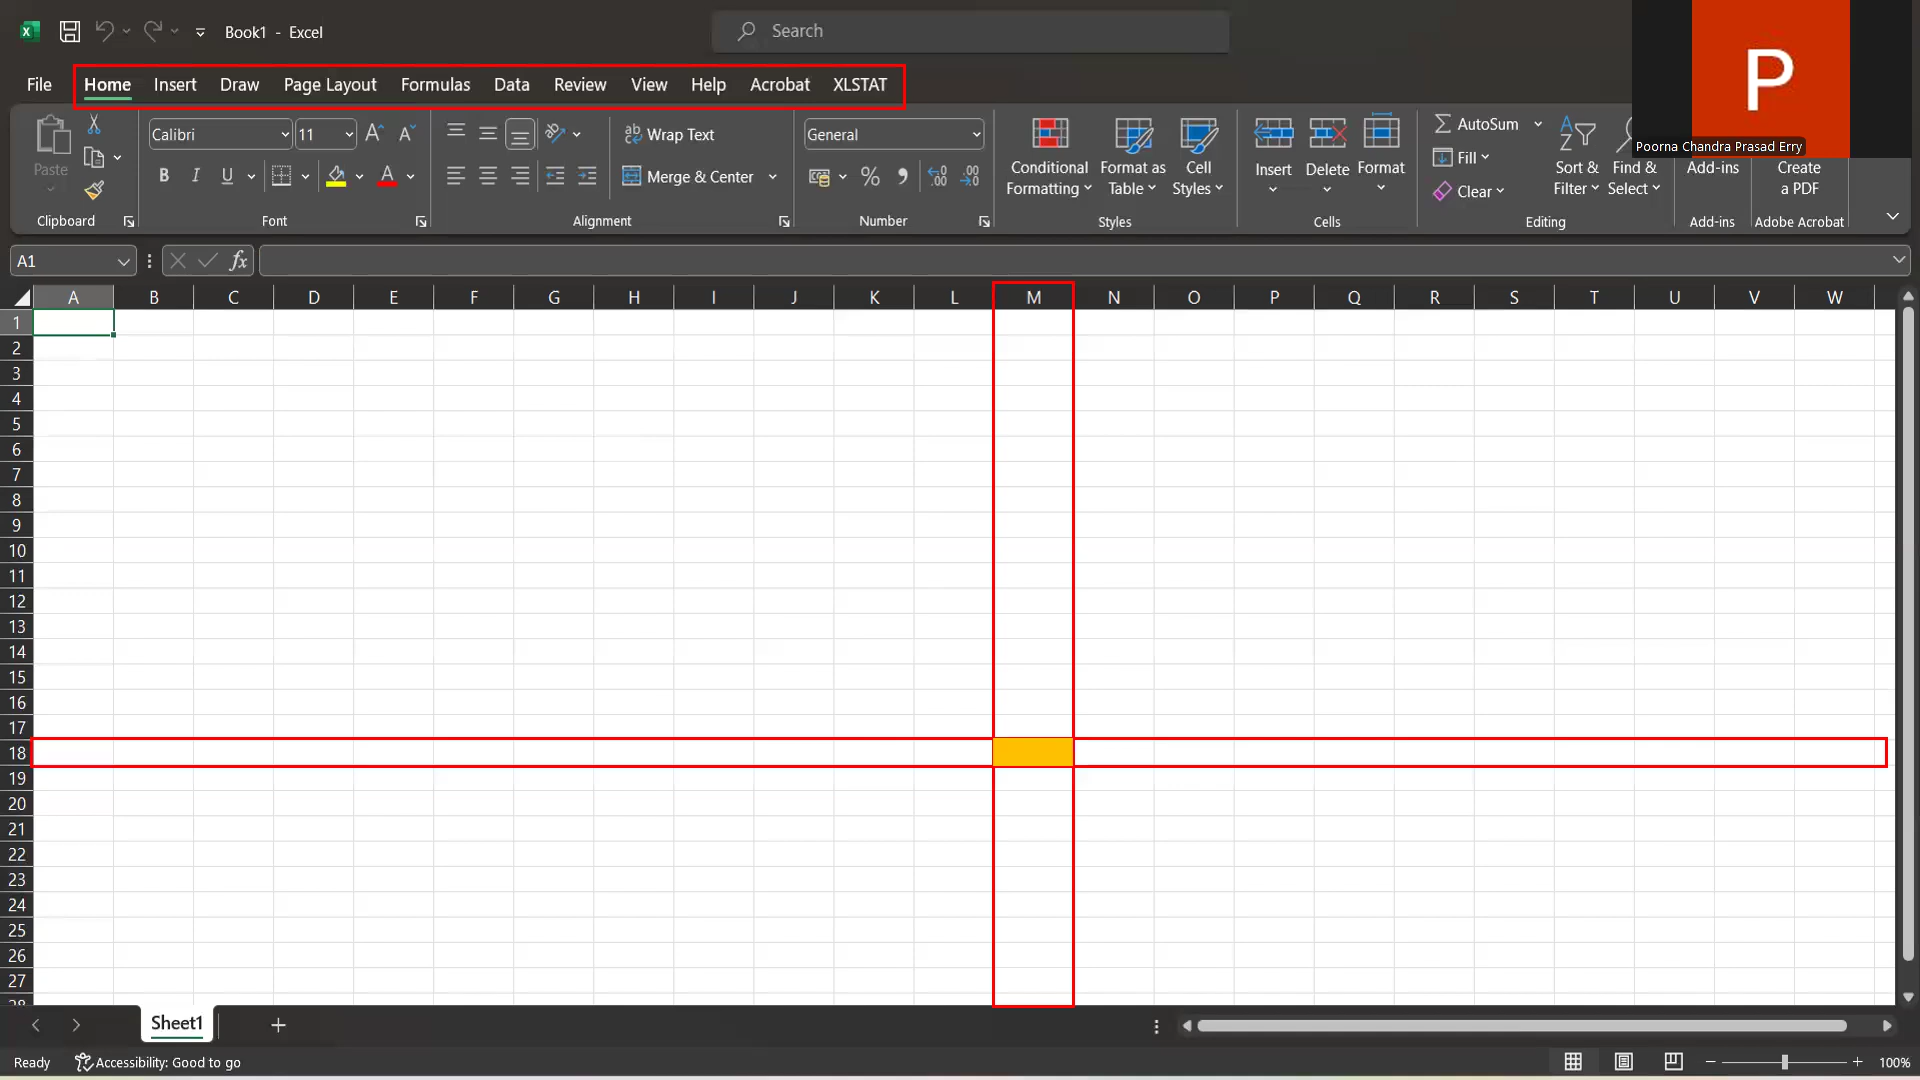 Book1 - Excel
Search
P
Poorna Chandra Prasad Erry
File Home Insert Draw Page Layout Formulas Data Review View Help Acrobat XLSTAT
Paste
Clipboard
Calibri 11
B I U
Font
Wrap Text
Merge & Center
Alignment
General
% 
Number
Conditional
Formatting
Format as
Table
Cell
Styles
Styles
Insert
Delete
Format
Cells
AutoSum
Fill
Clear
Sort &
Filter
Find &
Select
Editing
Add-ins
Add-ins
Create
a PDF
Adobe Acrobat
A1 fx
A B C D E F G H I J K L M N O P Q R S T U V W
1
2
3
4
5
6
7
8
9
10
11
12
13
14
15
16
17
18
19
20
21
22
23
24
25
26
27
28
Sheet1
Ready Accessibility: Good to go 100%